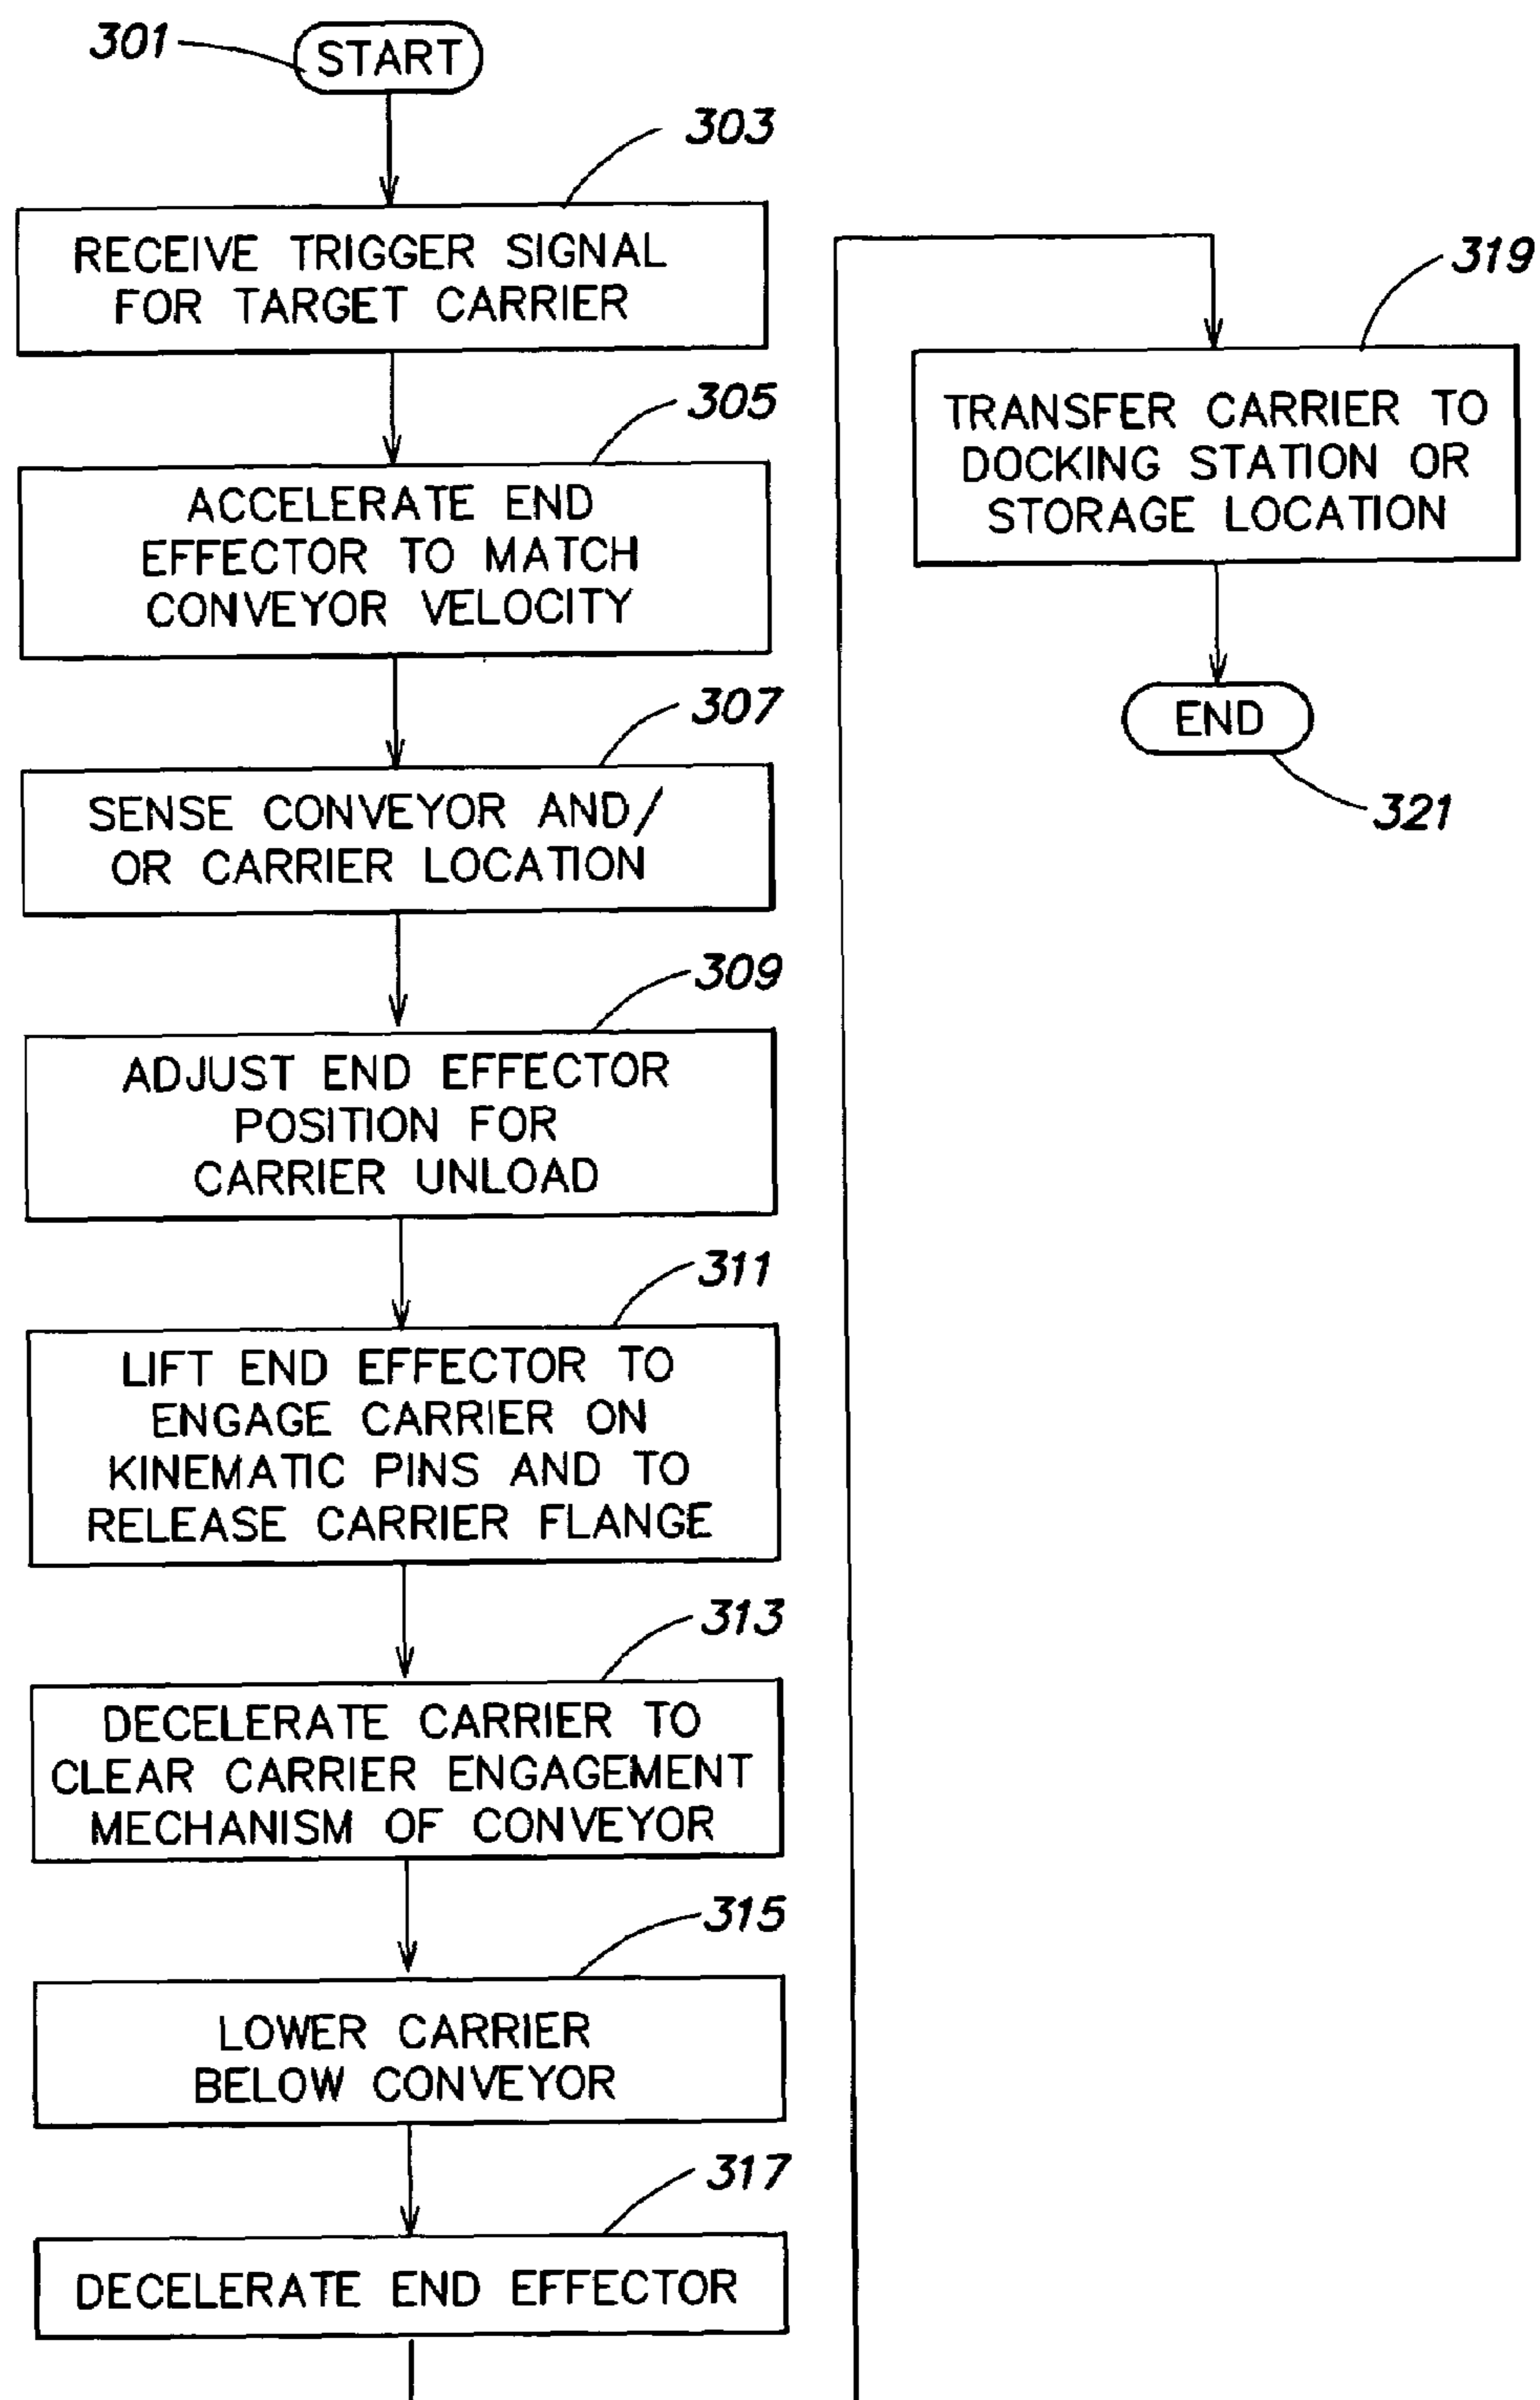 301
START
303
RECEIVE TRIGGER SIGNAL
FOR TARGET CARRIER
305
ACCELERATE END
EFFECTOR TO MATCH
CONVEYOR VELOCITY
307
SENSE CONVEYOR AND/
OR CARRIER LOCATION
309
ADJUST END EFFECTOR
POSITION FOR
CARRIER UNLOAD
311
LIFT END EFFECTOR TO
ENGAGE CARRIER ON
KINEMATIC PINS AND TO
RELEASE CARRIER FLANGE
313
DECELERATE CARRIER TO
CLEAR CARRIER ENGAGEMENT
MECHANISM OF CONVEYOR
315
LOWER CARRIER
BELOW CONVEYOR
317
DECELERATE END EFFECTOR
319
TRANSFER CARRIER TO
DOCKING STATION OR
STORAGE LOCATION
END
321